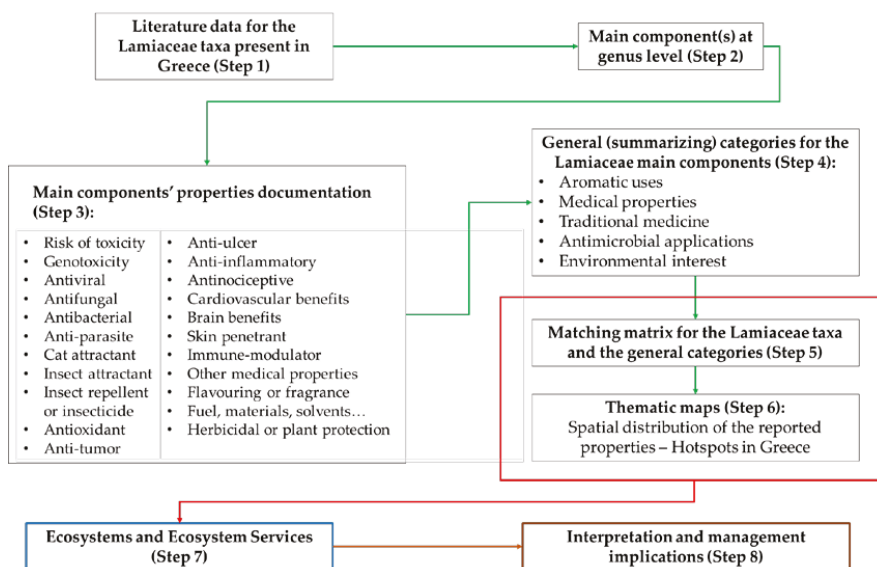 Literature data for the
Lamiaceae taxa present in
Greece (Step 1)
Main component(s) at
genus level (Step 2)
Main components' properties documentation
(Step 3):
• Risk of toxicity
• Genotoxicity
• Antiviral
• Antifungal
• Antibacterial
• Anti-parasite
• Cat attractant
• Insect attractant
• Insect repellent
or insecticide
• Antioxidant
• Anti-tumor
• Anti-ulcer
• Anti-inflammatory
• Antinociceptive
• Cardiovascular benefits
• Brain benefits
• Skin penetrant
• Immune-modulator
• Other medical properties
• Flavouring or fragrance
• Fuel, materials, solvents…
• Herbicidal or plant protection
General (summarizing) categories for the
Lamiaceae main components (Step 4):
• Aromatic uses
• Medical properties
• Traditional medicine
• Antimicrobial applications
• Environmental interest
Matching matrix for the Lamiaceae taxa
and the general categories (Step 5)
Thematic maps (Step 6):
Spatial distribution of the reported
properties – Hotspots in Greece
Ecosystems and Ecosystem Services
(Step 7)
Interpretation and management
implications (Step 8)